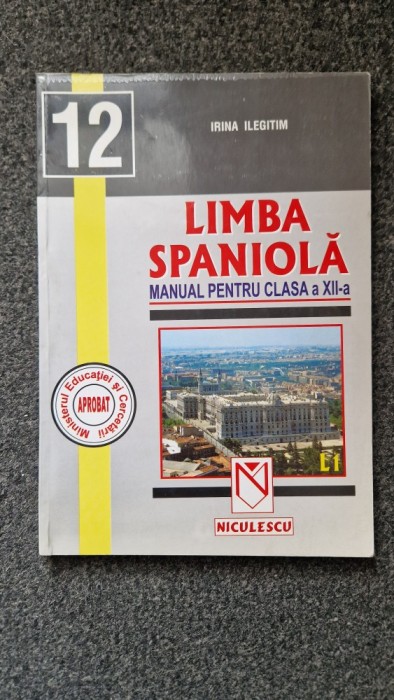 12
IRINA ILEGITIM
LIMBA
SPANIOLĂ
MANUAL PENTRU CLASA a XII-a
Ministerul Educației și Cercetării
APROBAT
L1
NICULESCU